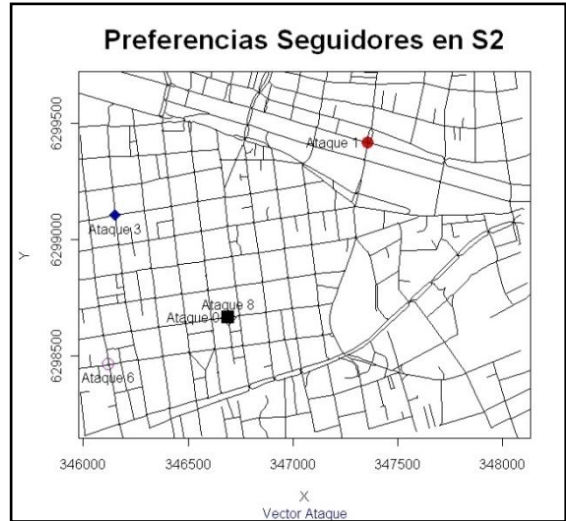 Preferencias Seguidores en S2
6299500
Ataque 1
Ataque 3
6299000
Y
Ataque 8
Ataque 0
6298500
Ataque 6
346000 346500 347000 347500 348000
X
Vector Ataque